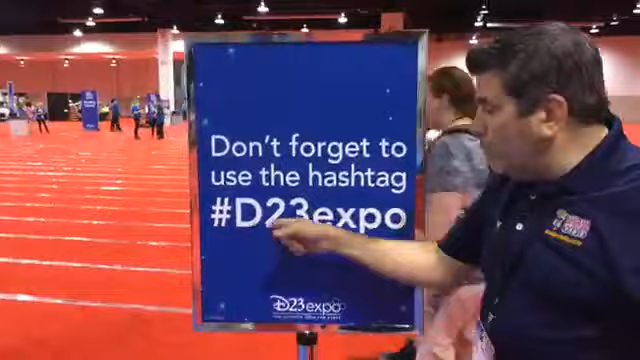 Don't forget to
use the hashtag
#D23expo
D23expo